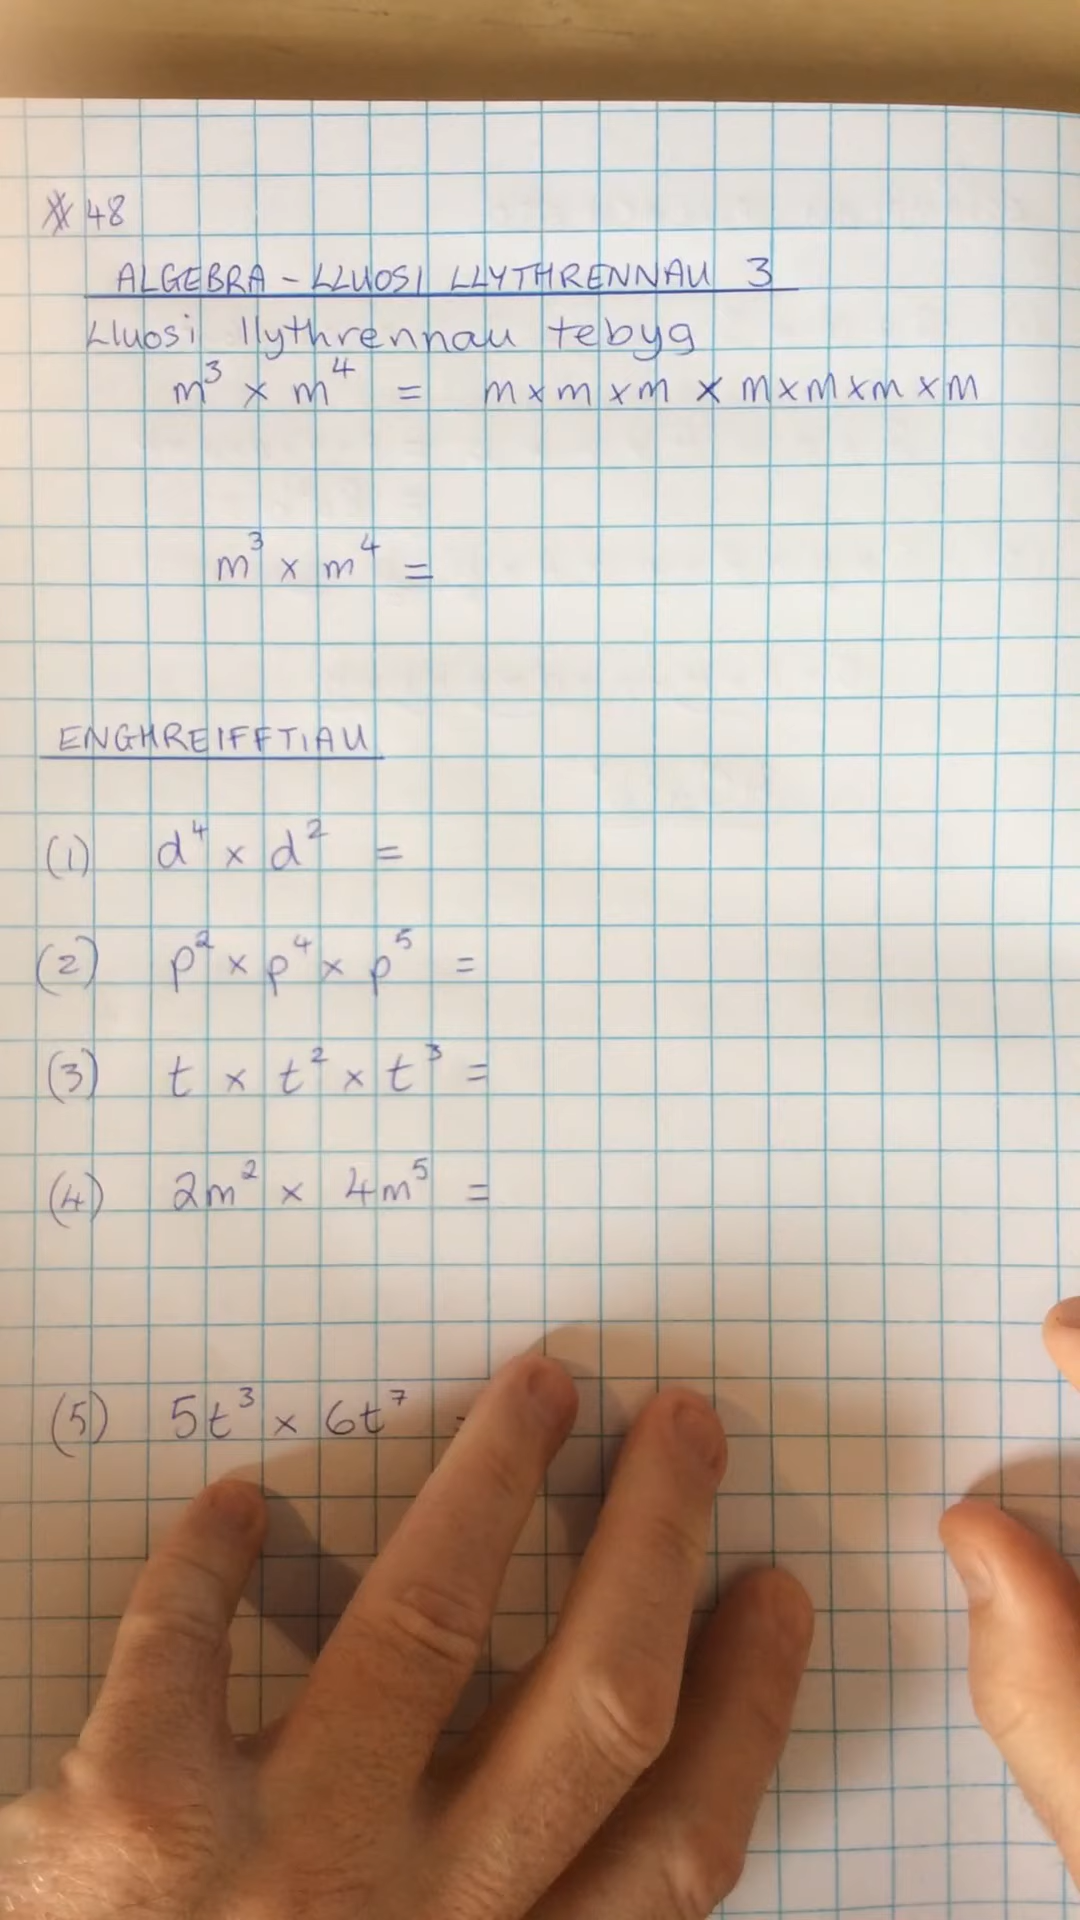 * 48
ALGEBRA - LLUOSI LLYTHRENNAU 3
Lluosi llythrennau tebyg
m³ × m⁴ = m×m×m × m×m×m×m
m³ × m⁴ =
ENGHREIFFTIAU
(1) d⁴ × d² =
(2) p² × p⁴ × p⁵ =
(3) t × t² × t³ =
(4) 2m² × 4m⁵ =
(5) 5t³ × 6t⁷ =